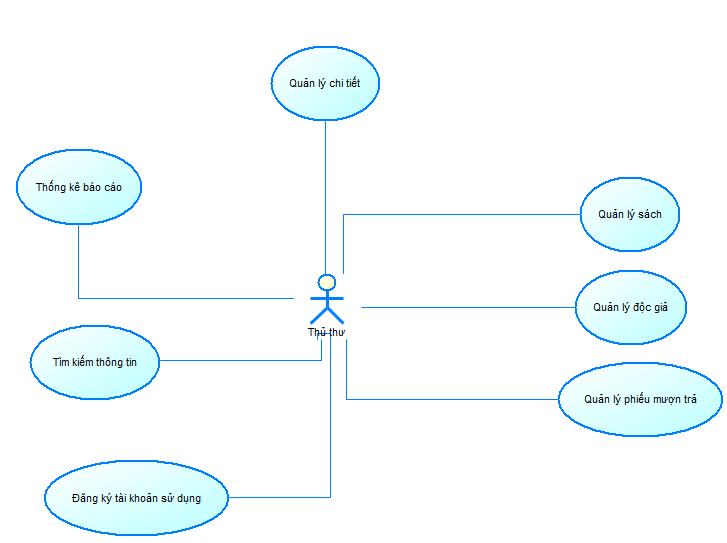 Quản lý chi tiết
Thống kê báo cáo
Quản lý sách
Quản lý độc giả
Thủ thư
Tìm kiếm thông tin
Quản lý phiếu mượn trả
Đăng ký tài khoản sử dụng